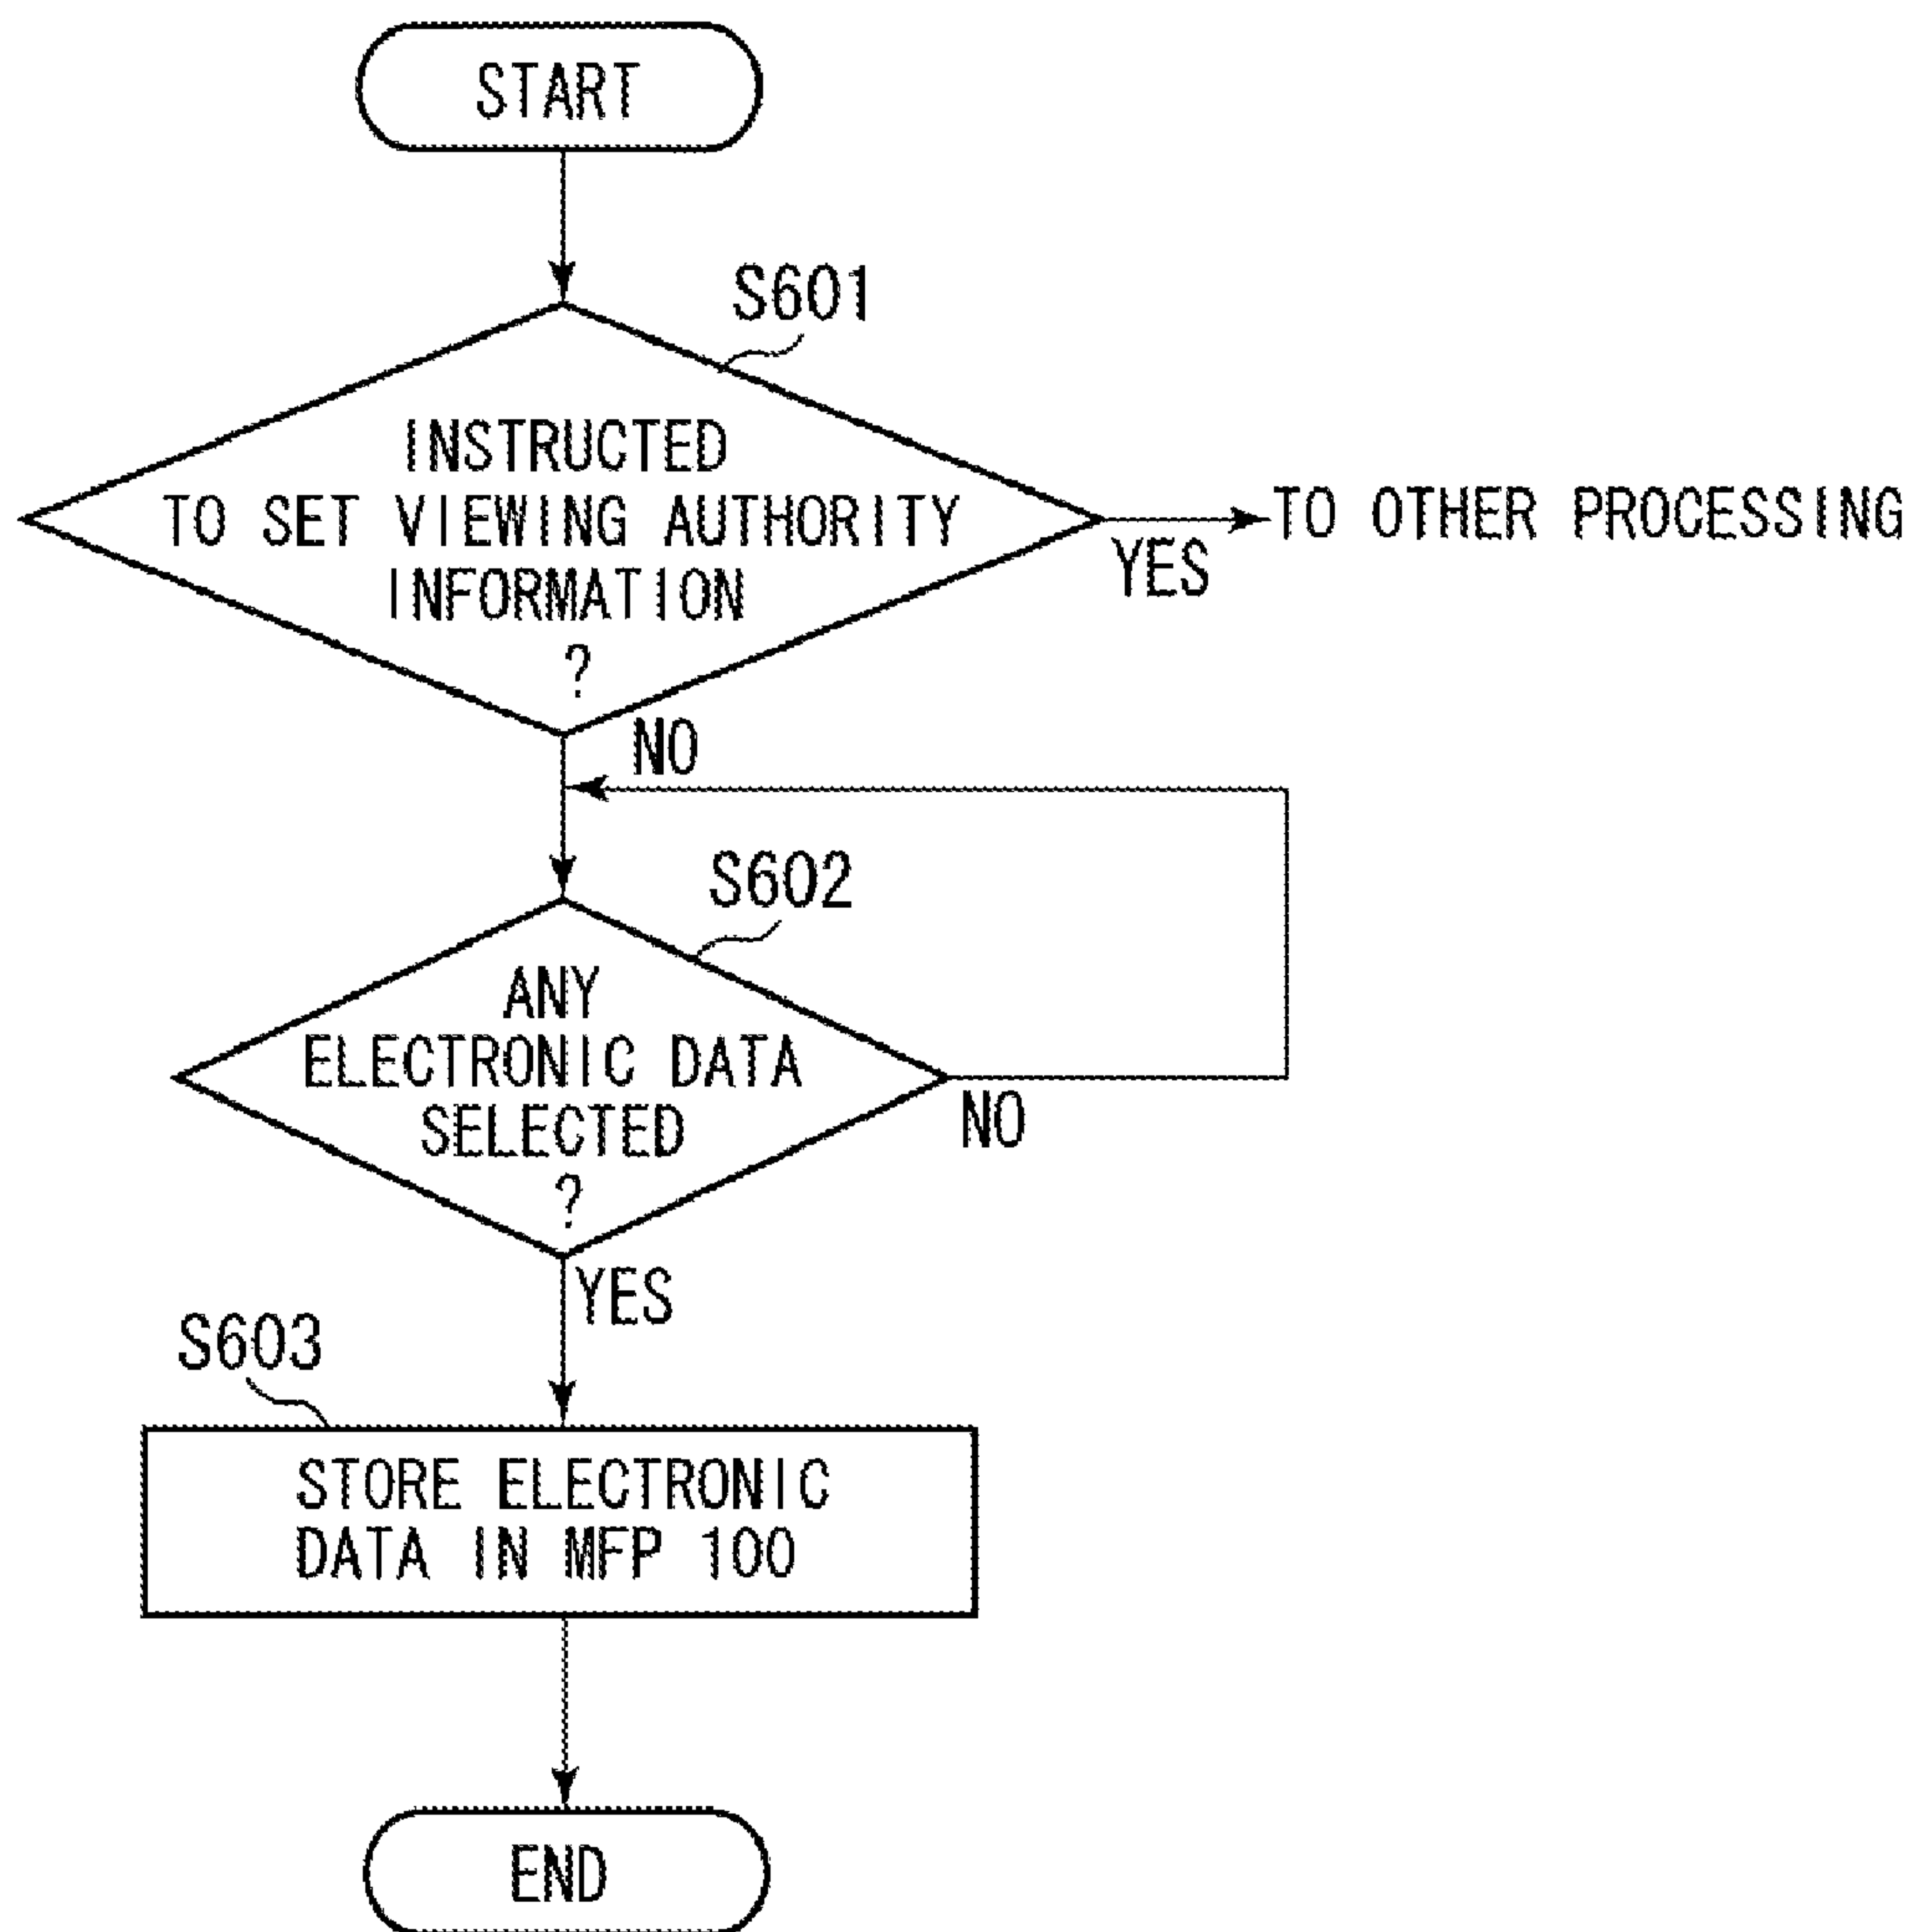 START
S601
INSTRUCTED
TO SET VIEWING AUTHORITY
INFORMATION
?
YES
TO OTHER PROCESSING
NO
S602
ANY
ELECTRONIC DATA
SELECTED
?
NO
YES
S603
STORE ELECTRONIC
DATA IN MFP 100
END